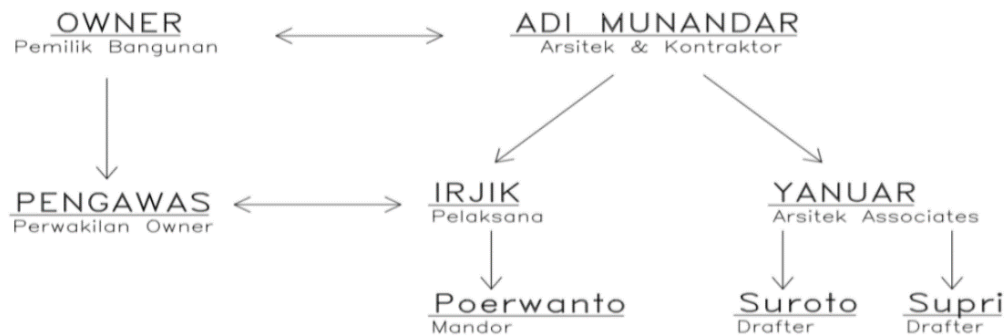 OWNER
Pemilik Bangunan
ADI MUNANDAR
Arsitek & Kontraktor
PENGAWAS
Perwakilan Owner
IRJIK
Pelaksana
YANUAR
Arsitek Associates
Poerwanto
Mandor
Suroto
Drafter
Supri
Drafter